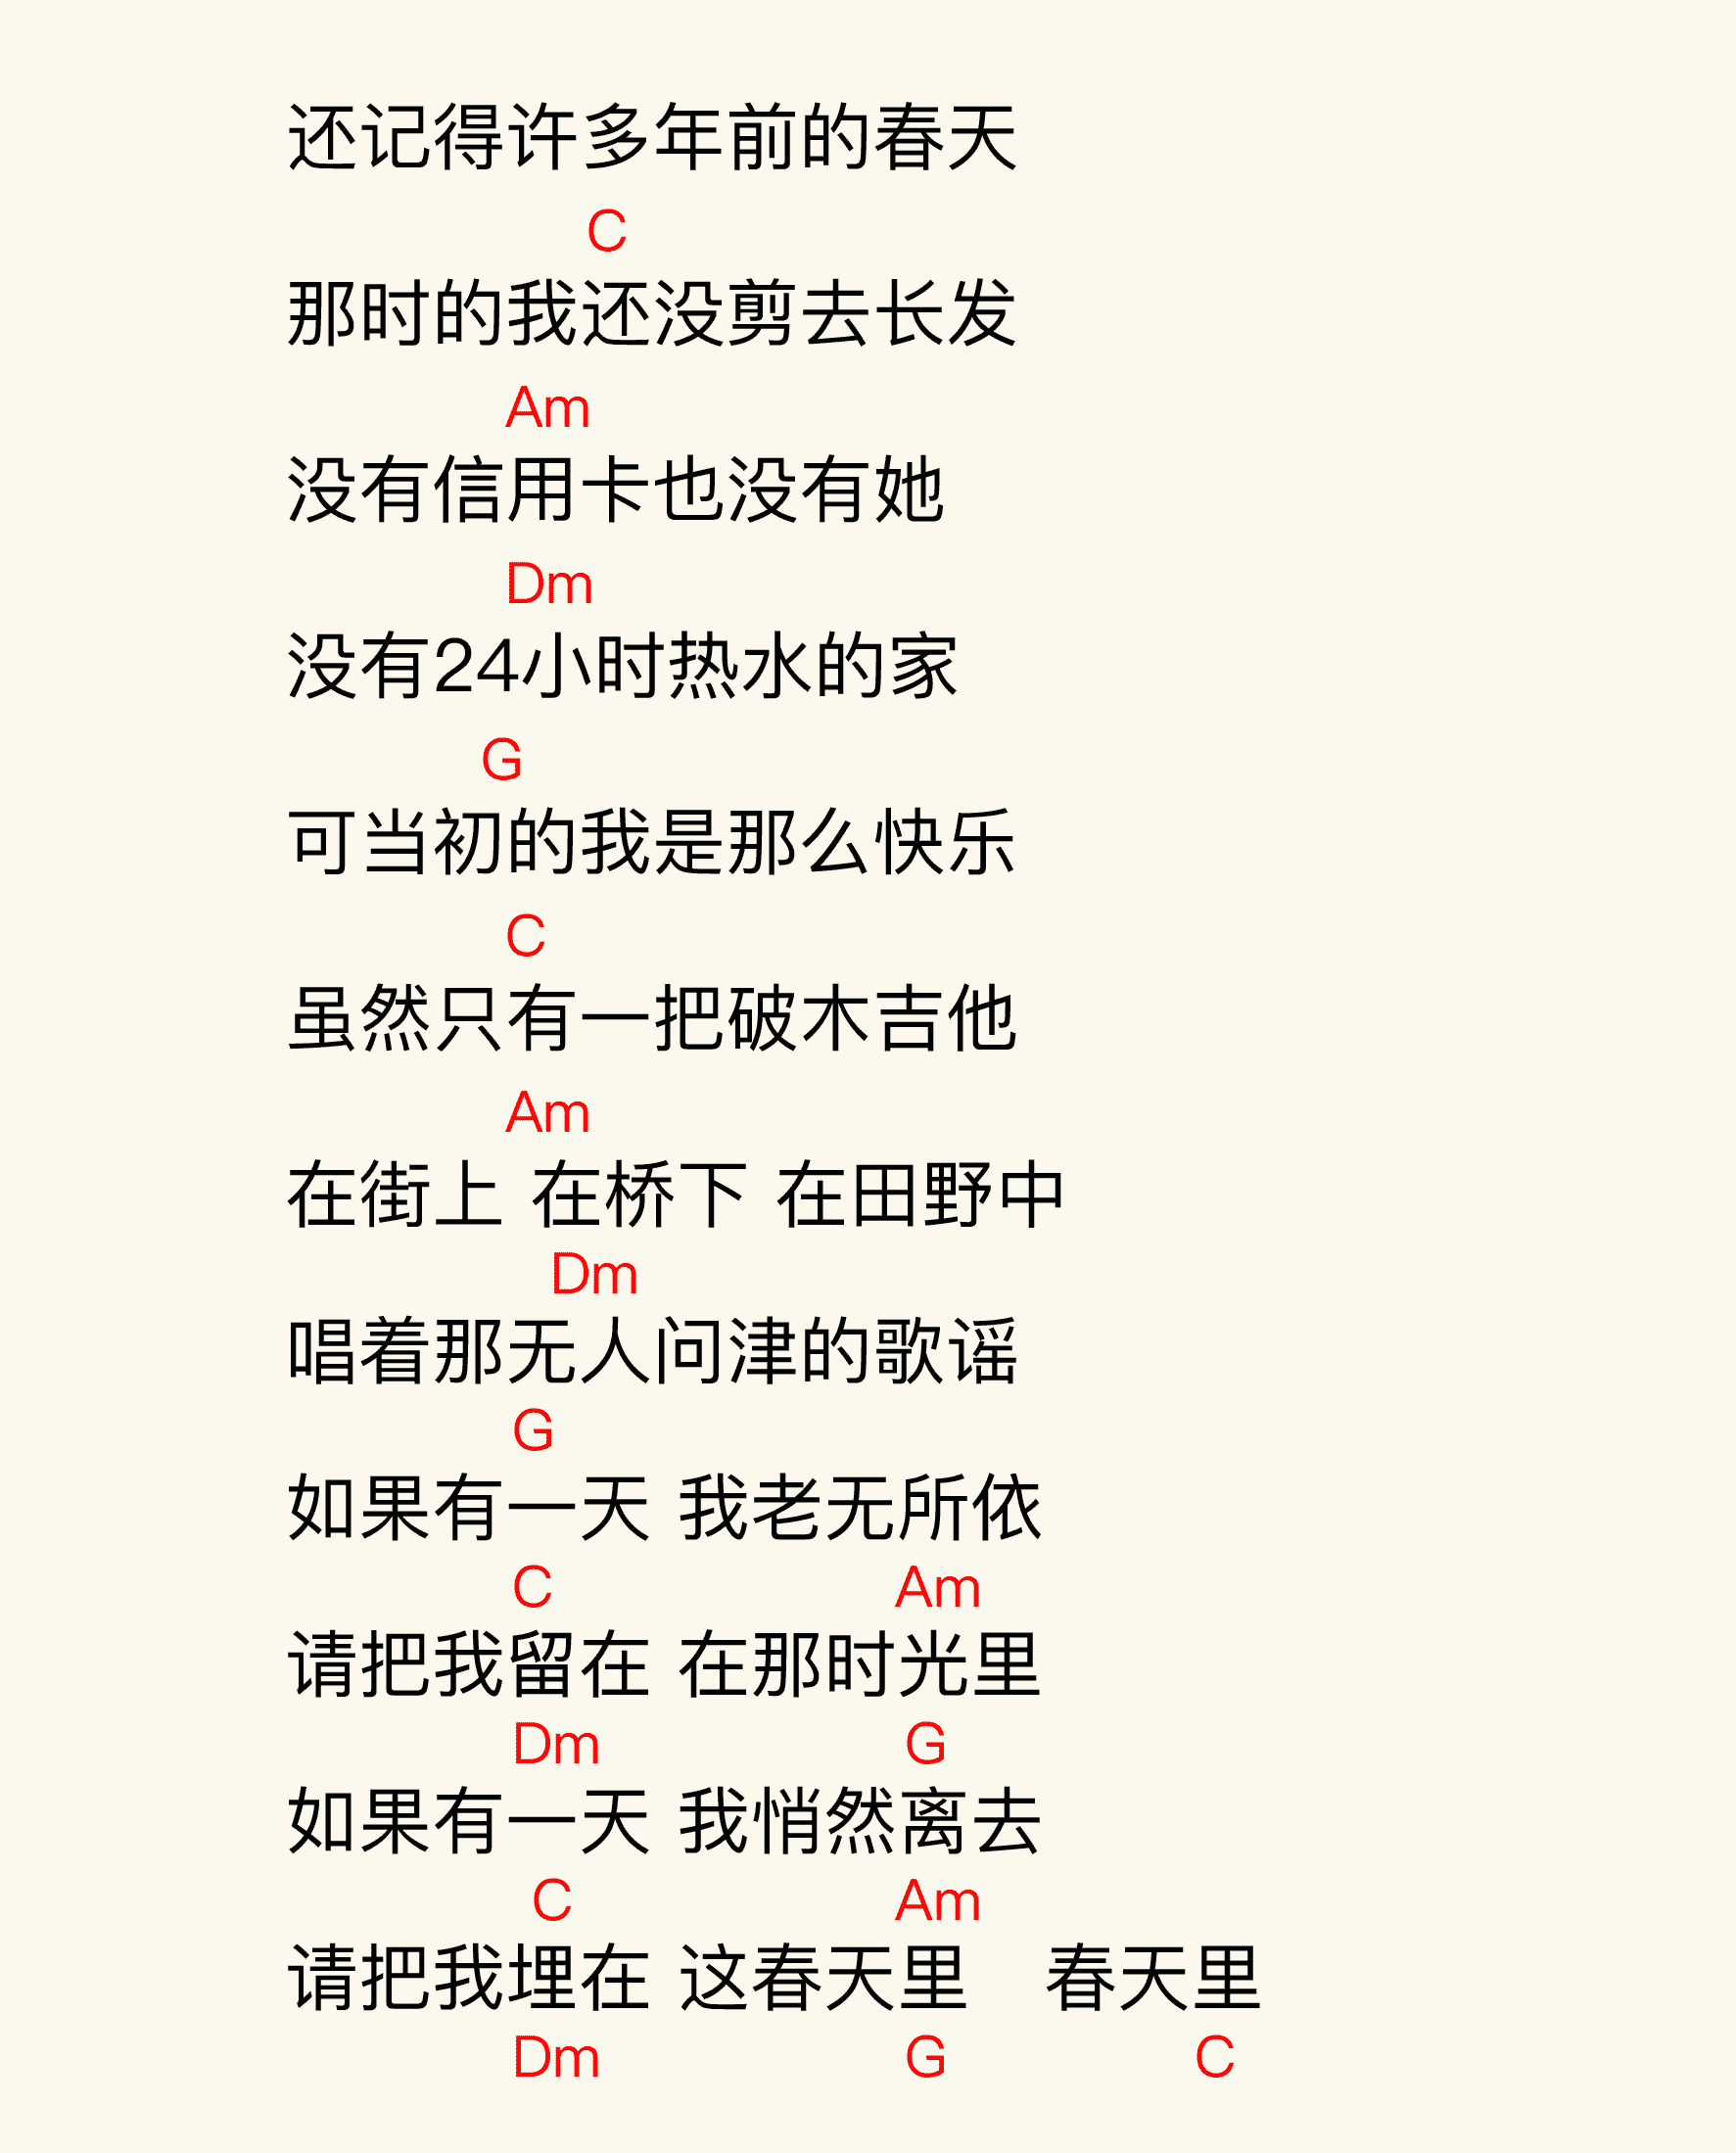 还记得许多年前的春天
C
那时的我还没剪去长发
Am
没有信用卡也没有她
Dm
没有24小时热水的家
G
可当初的我是那么快乐
C
虽然只有一把破木吉他
Am
在街上 在桥下 在田野中
Dm
唱着那无人问津的歌谣
G
如果有一天 我老无所依
C Am
请把我留在 在那时光里
Dm G
如果有一天 我悄然离去
C Am
请把我埋在 这春天里 春天里
Dm G C